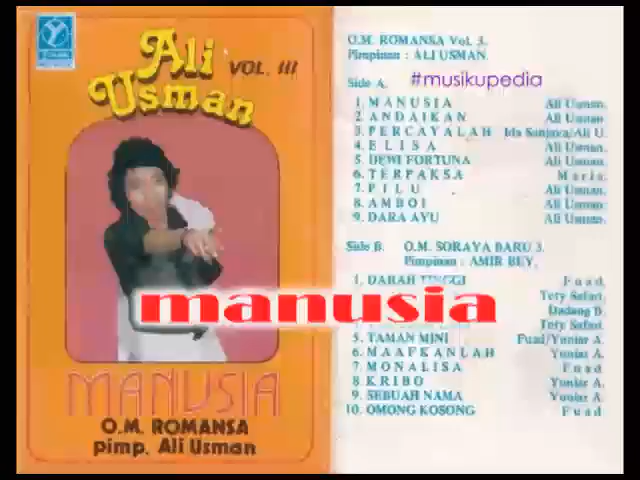 Ali
Usman
VOL. III
MANUSIA
O.M. ROMANSA
pimp. Ali Usman
O.M. ROMANSA Vol. 3.
Pimpinan : ALI USMAN.
Side A.
#musikupedia
1. MANUSIA Ali Usman.
2. ANDAIKAN Ali Usman
3. PERCAYALAH Ida Sanjaya/Ali U.
4. ELISA Ali Usman.
5. DEWI FORTUNA Ali Usman.
6. TERPAKSA Maria.
7. PILU Ali Usman.
8. AMBOI Ali Usman.
9. DARA AYU Ali Usman.
Side B. O.M. SORAYA BARU 3.
Pimpinan : AMIR BEY.
1. DARAH TINGGI Fuad.
Tety Safari.
manusia
Dadang D.
Tety Safari.
5. TAMAN MINI Fuad/Yuniar A.
6. MAAFKANLAH Yuniar A.
7. MONALISA Fuad.
8. KRIBO Yuniar A.
9. SEBUAH NAMA Yuniar A.
10. OMONG KOSONG Fuad